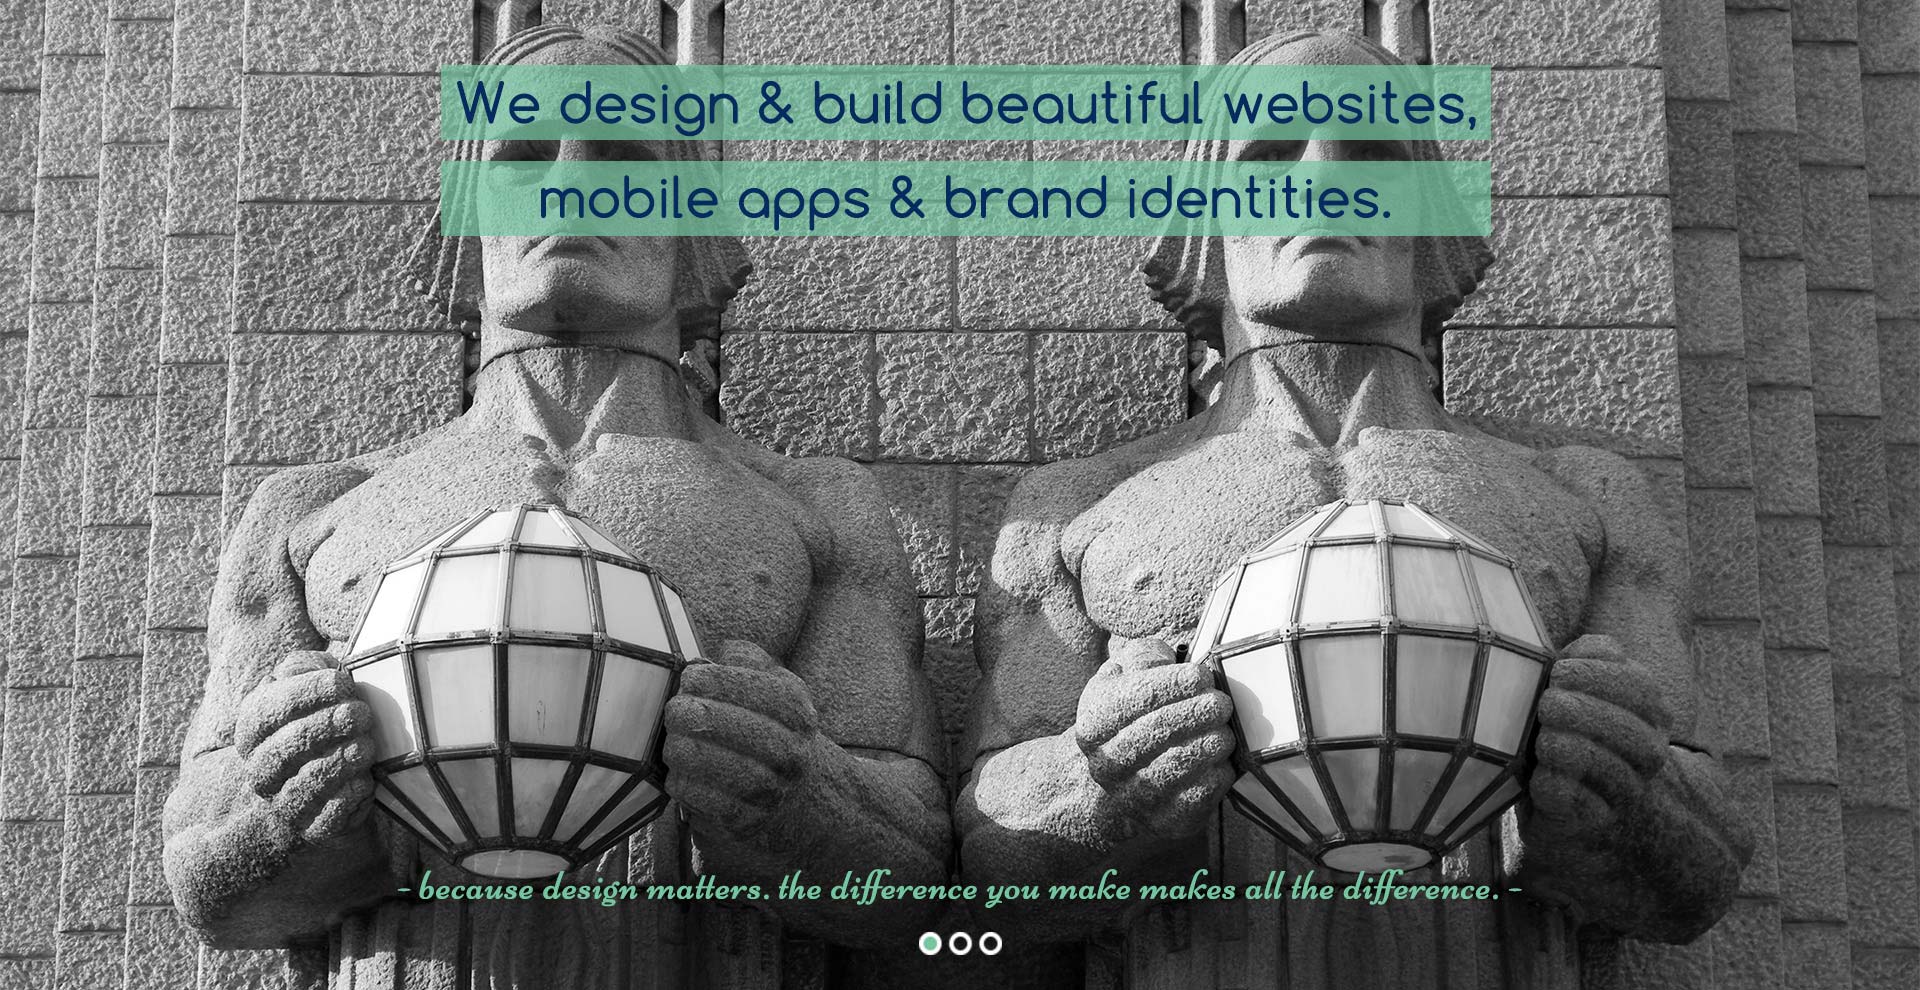 We design & build beautiful websites,
mobile apps & brand identities.
- because design matters. the difference you make makes all the difference. -